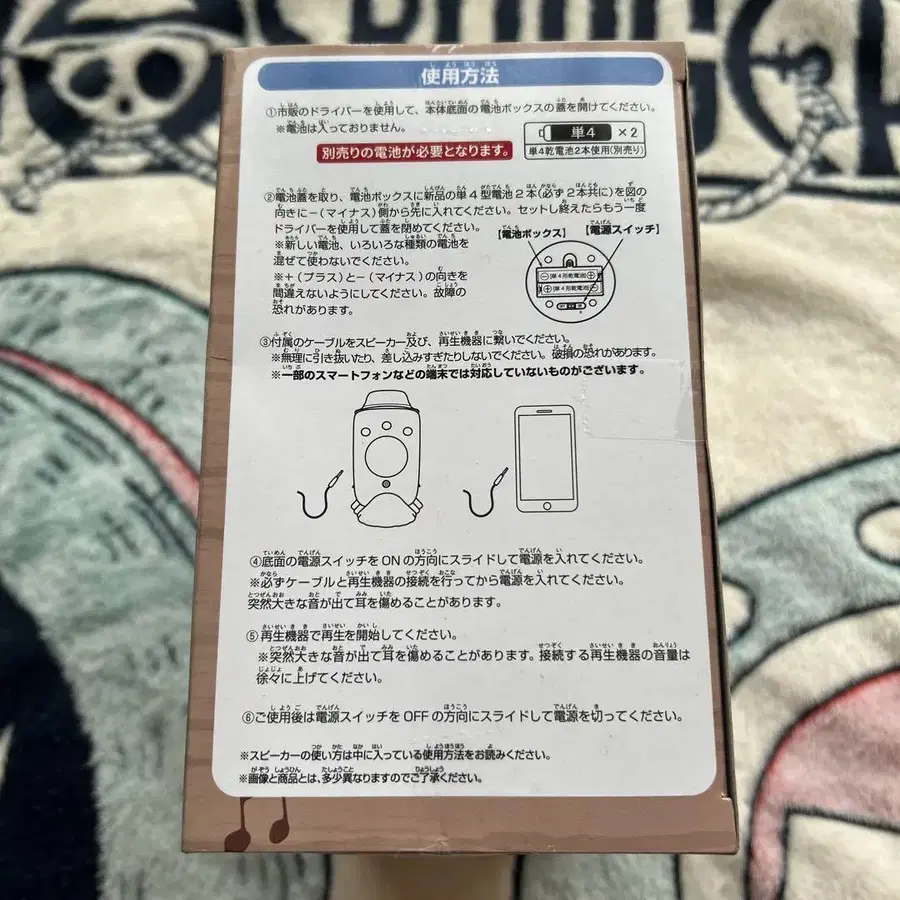 使用方法
①市販のドライバーを使用して、本体底面の電池ボックスの蓋を開けてください。
※電池は入っておりません。
別売りの電池が必要となります。
単4 ×2
単4乾電池2本使用(別売り)
②電池蓋を取り、電池ボックスに新品の単4型電池2本(必ず2本共に)を図の
向きに−(マイナス)側から先に入れてください。セットし終えたらもう一度
ドライバーを使用して蓋を閉めてください。
※新しい電池、いろいろな種類の電池を
混ぜて使わないでください。
※＋(プラス)と−(マイナス)の向きを
間違えないようにしてください。故障の
恐れがあります。
【電池ボックス】 【電源スイッチ】
単4形乾電池
単4形乾電池
③付属のケーブルをスピーカー及び、再生機器に繋いでください。
※無理に引き抜いたり、差し込みすぎたりしないでください。破損の恐れがあります。
※一部のスマートフォンなどの端末では対応していないものがございます。
④底面の電源スイッチをONの方向にスライドして電源を入れてください。
※必ずケーブルと再生機器の接続を行ってから電源を入れてください。
突然大きな音が出て耳を傷めることがあります。
⑤再生機器で再生を開始してください。
※突然大きな音が出て耳を傷めることがあります。接続する再生機器の音量は
徐々に上げてください。
⑥ご使用後は電源スイッチをOFFの方向にスライドして電源を切ってください。
※スピーカーの使い方は中に入っている使用方法をお読みください。
※画像と商品とは、多少異なりますのでご了承ください。